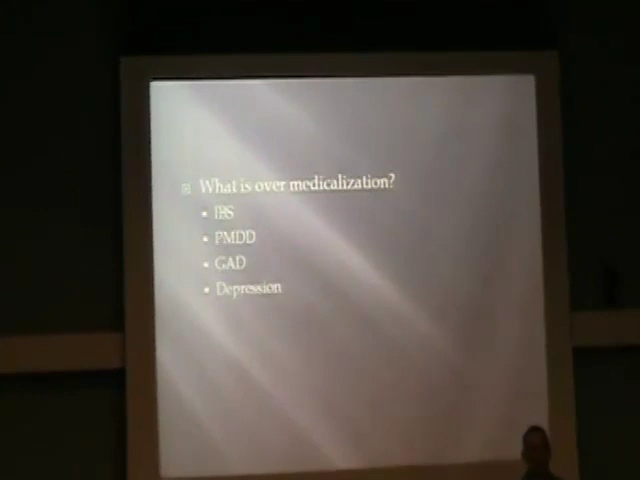 What is over medicalization?
IBS
PMDD
GAD
Depression